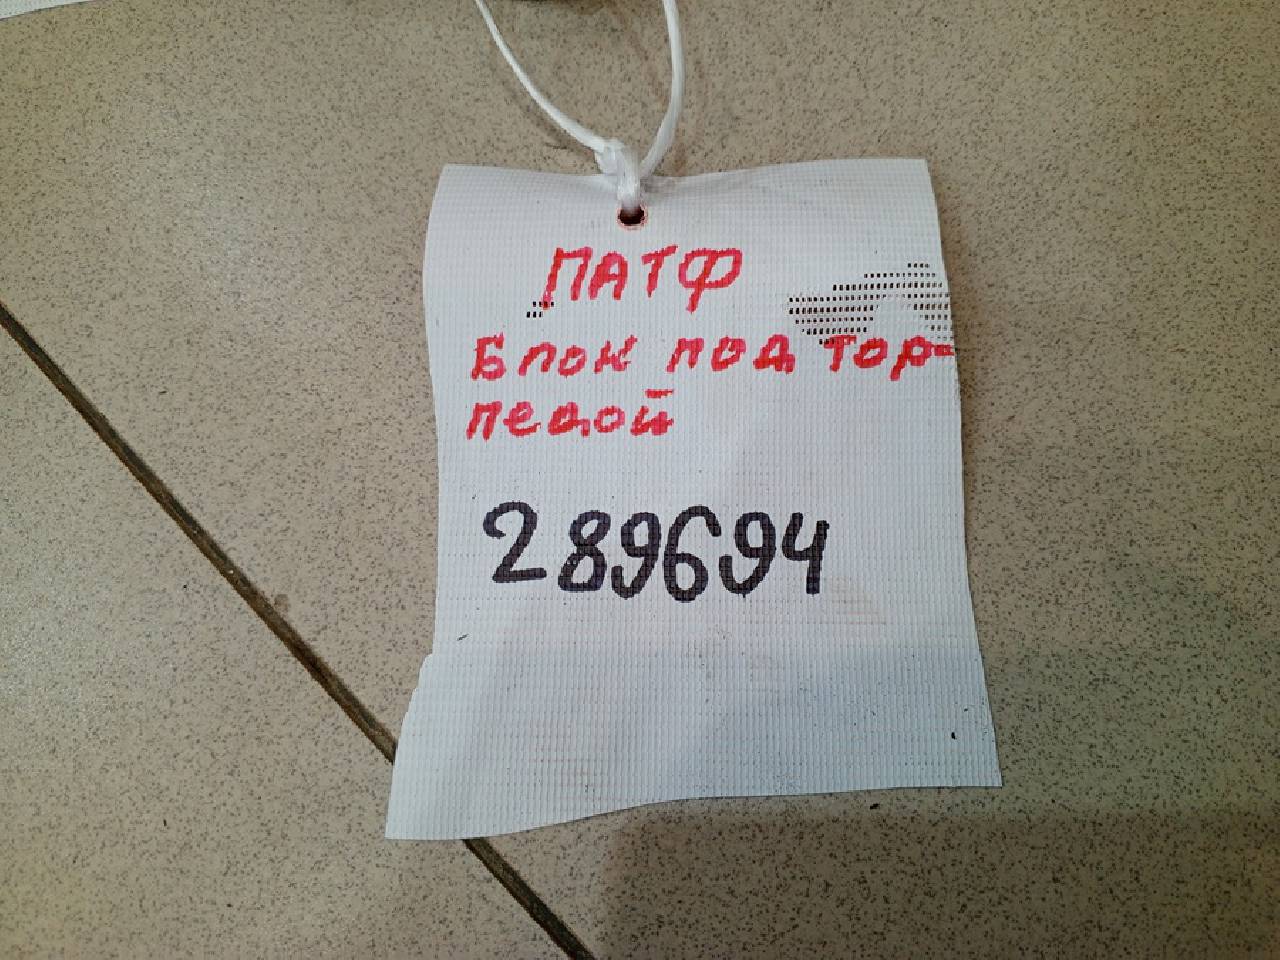 ПАТФ
Блок под тор-
педой
289694